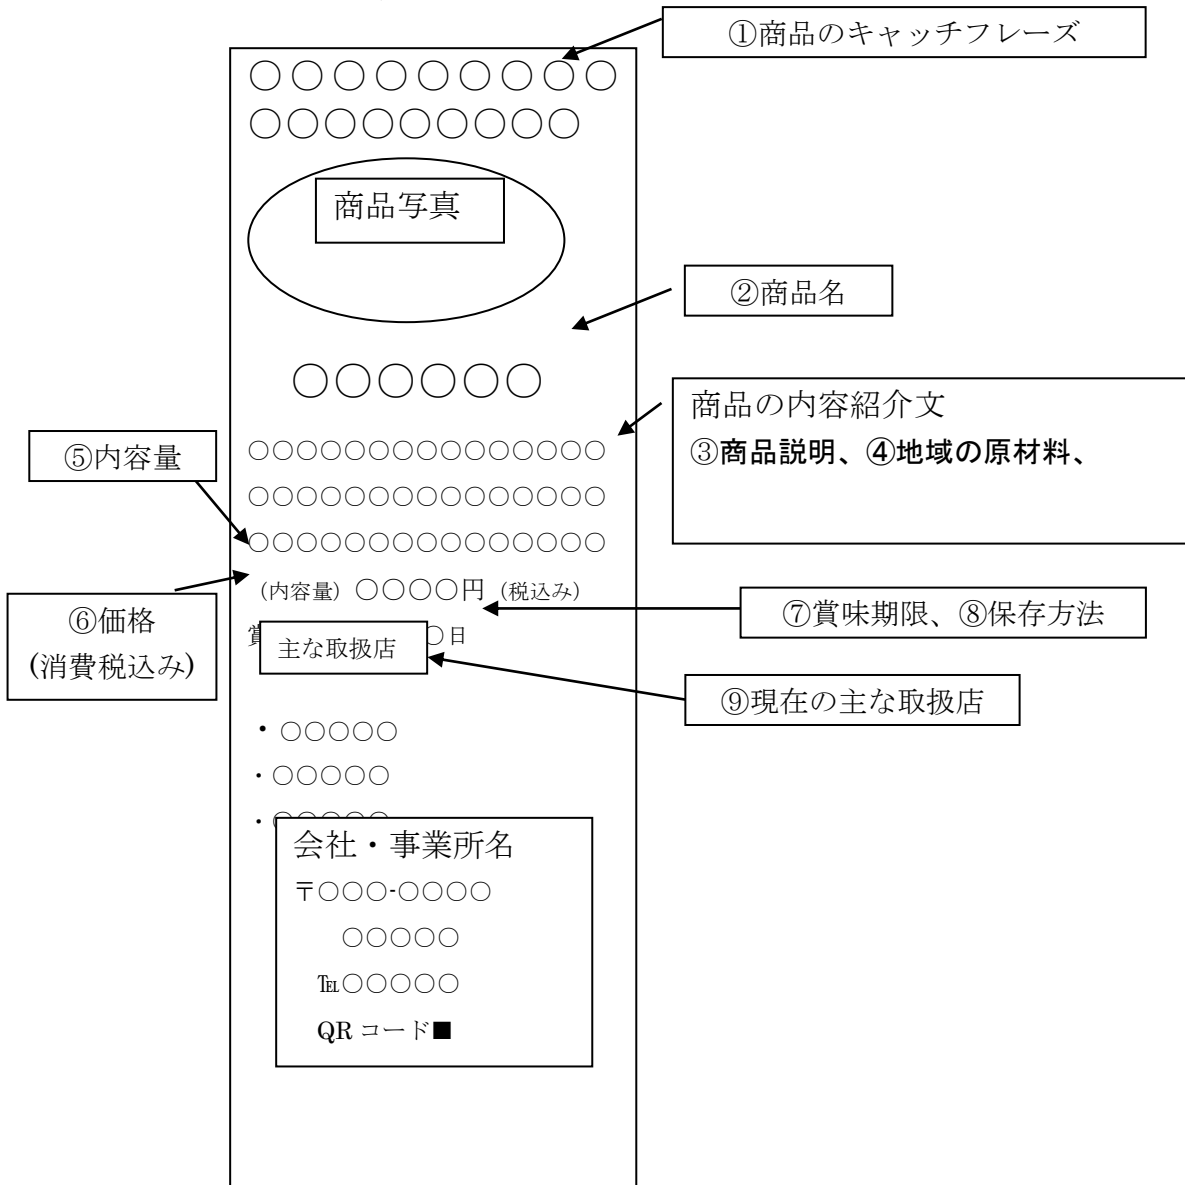 ①商品のキャッチフレーズ
○○○○○○○○○
○○○○○○○○○
商品写真
②商品名
○○○○○○
商品の内容紹介文
③商品説明、④地域の原材料、
⑤内容量
○○○○○○○○○○○○○○○
○○○○○○○○○○○○○○○
○○○○○○○○○○○○○○○
(内容量) ○○○○円 (税込み)
⑥価格
(消費税込み)
⑦賞味期限、⑧保存方法
賞
○日
主な取扱店
⑨現在の主な取扱店
・ ○○○○○
・○○○○○
・○○○○○
会社・事業所名
〒○○○-○○○○
○○○○○
℡○○○○○
QR コード■